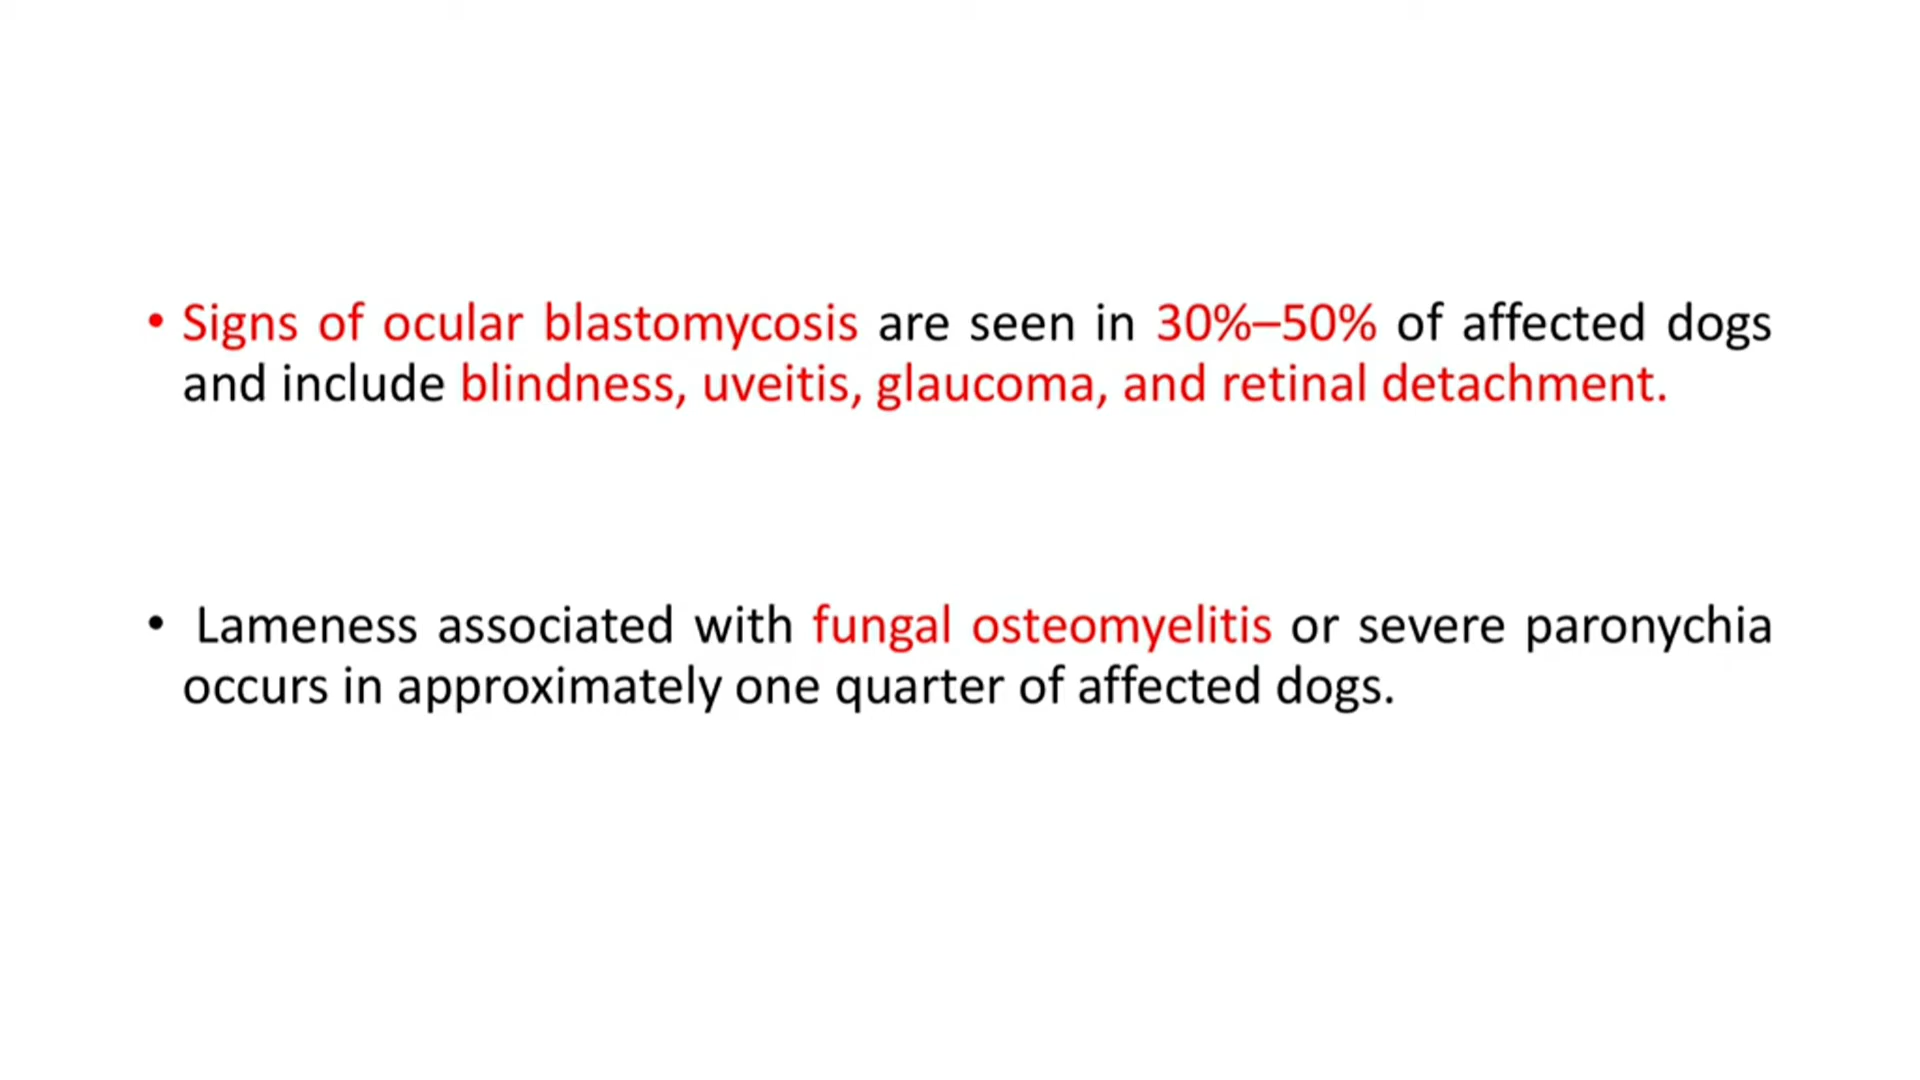 • Signs of ocular blastomycosis are seen in 30%–50% of affected dogs
and include blindness, uveitis, glaucoma, and retinal detachment.
• Lameness associated with fungal osteomyelitis or severe paronychia
occurs in approximately one quarter of affected dogs.